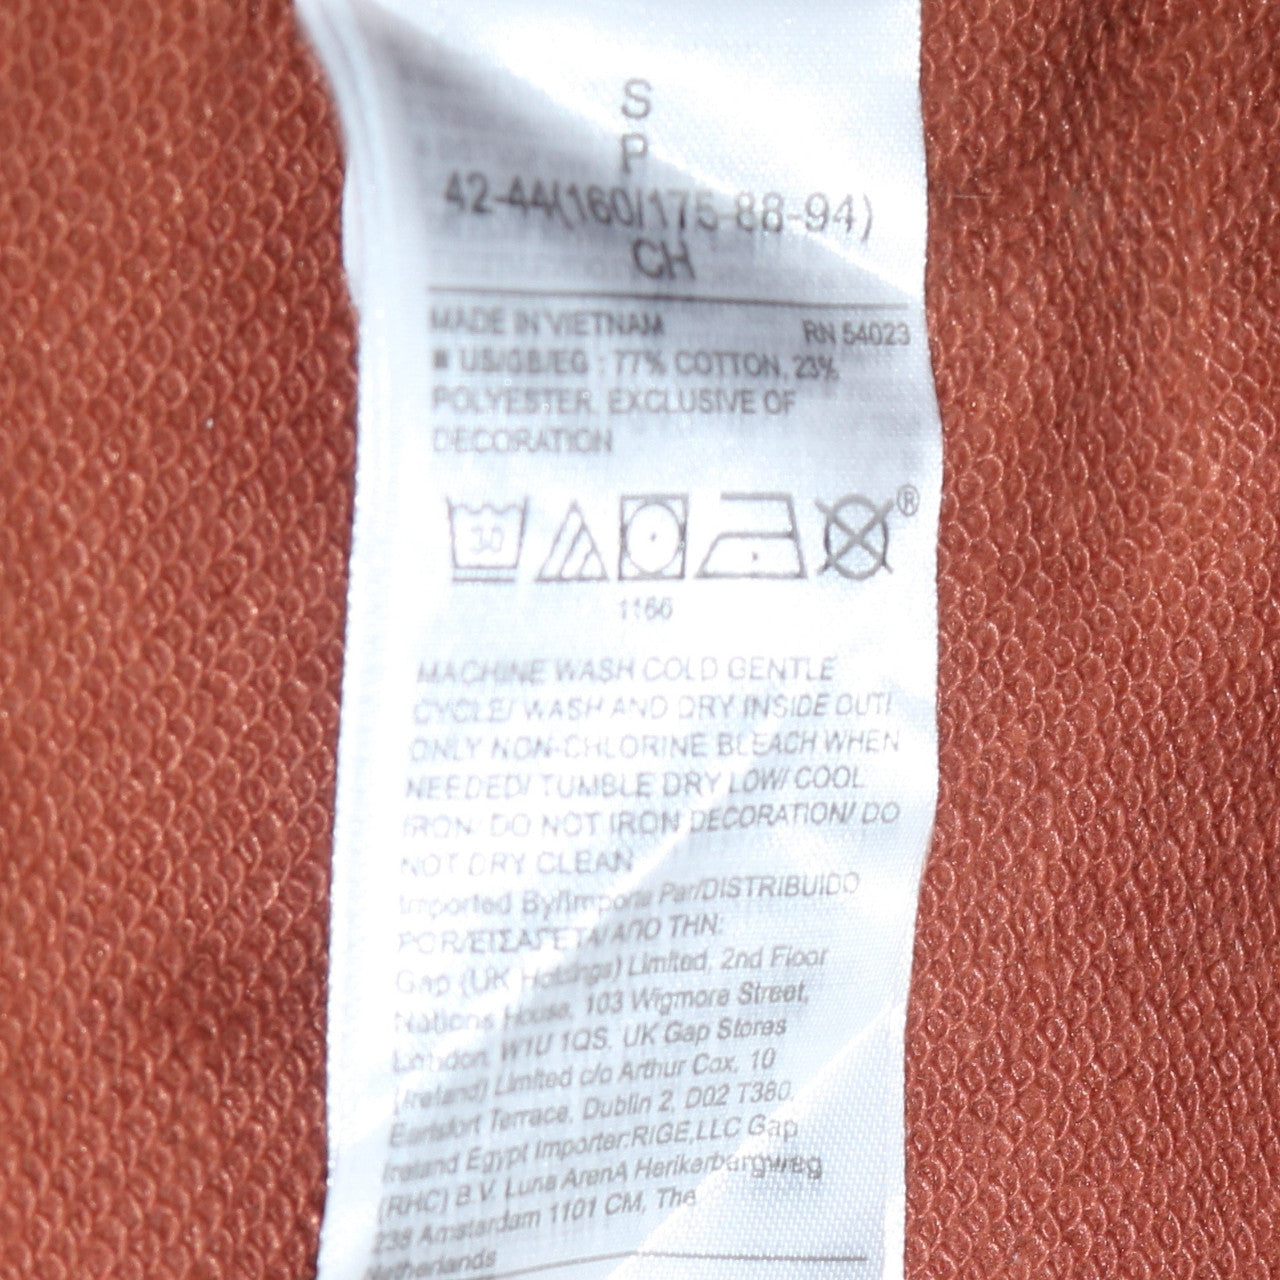 S
P
42-44(160/175-88-94)
CH
MADE IN VIETNAM RN 54023
■ US/GB/EG : 77% COTTON, 23%
POLYESTER, EXCLUSIVE OF
DECORATION
30
®
1166
MACHINE WASH COLD GENTLE
CYCLE/ WASH AND DRY INSIDE OUT/
ONLY NON-CHLORINE BLEACH WHEN
NEEDED/ TUMBLE DRY LOW/ COOL
IRON/ DO NOT IRON DECORATION/ DO
NOT DRY CLEAN
Imported By/Importé Par/DISTRIBUIDO
POR/ΕΙΣΑΓΕΤΑΙ ΑΠΟ ΤΗΝ:
Gap (UK Holdings) Limited, 2nd Floor
Nations House, 103 Wigmore Street,
London, W1U 1QS, UK Gap Stores
(Ireland) Limited c/o Arthur Cox, 10
Earlsfort Terrace, Dublin 2, D02 T380,
Ireland Egypt Importer:RIGE,LLC Gap
(RHC) B.V. Luna ArenA Herikerbergweg
238 Amsterdam 1101 CM, The
Netherlands